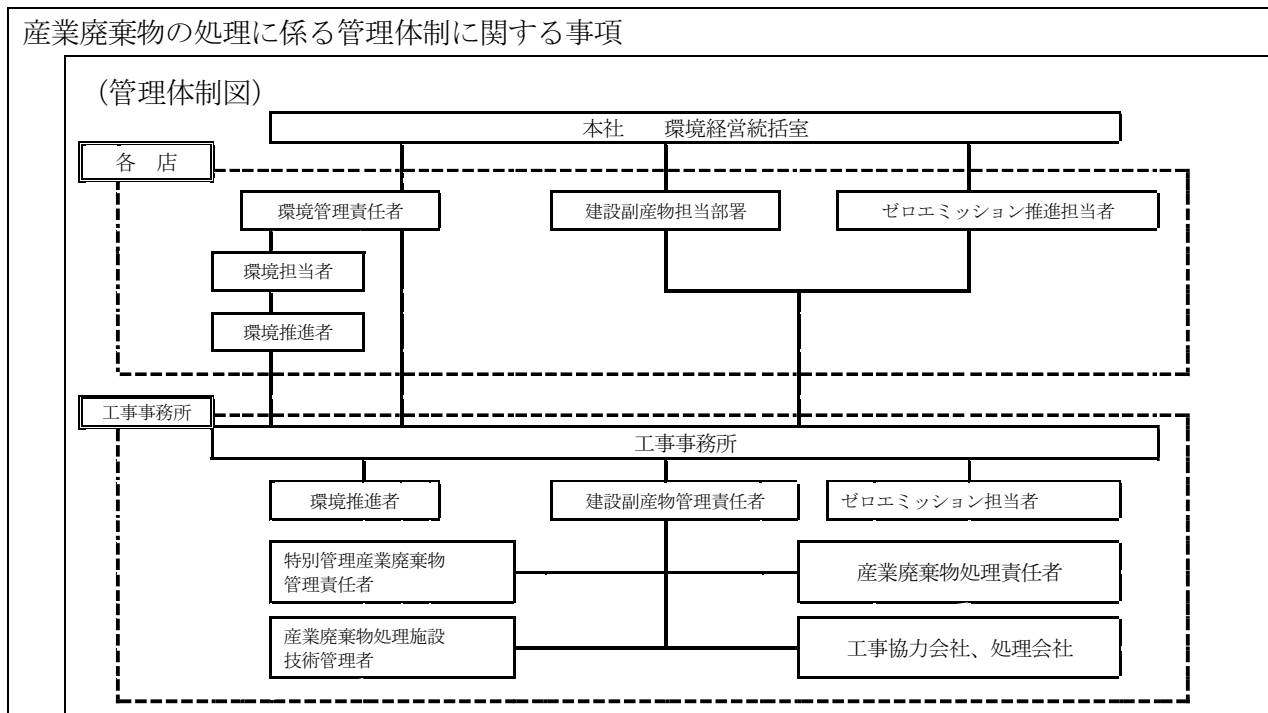 産業廃棄物の処理に係る管理体制に関する事項
（管理体制図）
本社　　環境経営統括室
各　店
環境管理責任者
建設副産物担当部署
ゼロエミッション推進担当者
環境担当者
環境推進者
工事事務所
工事事務所
環境推進者
建設副産物管理責任者
ゼロエミッション担当者
特別管理産業廃棄物
管理責任者
産業廃棄物処理責任者
産業廃棄物処理施設
技術管理者
工事協力会社、処理会社